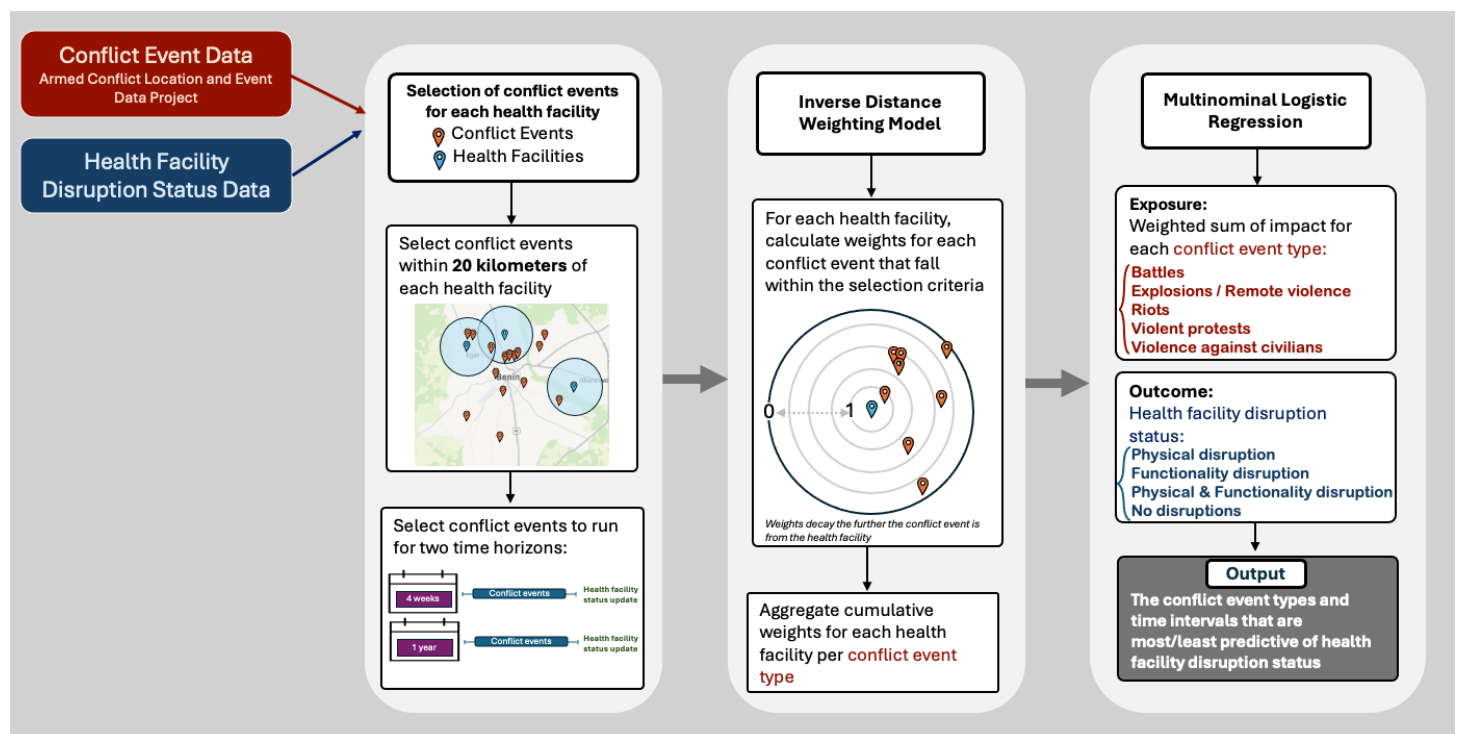 Conflict Event Data
Armed Conflict Location and Event
Data Project
Health Facility
Disruption Status Data
Selection of conflict events
for each health facility
Conflict Events
Health Facilities
Select conflict events
within 20 kilometers of
each health facility
Benin
Select conflict events to run
for two time horizons:
4 weeks
Conflict events
Health facility
status update
1 year
Conflict events
Health facility
status update
Inverse Distance
Weighting Model
For each health facility,
calculate weights for each
conflict event that fall
within the selection criteria
0
1
Weights decay the further the conflict event is
from the health facility
Aggregate cumulative
weights for each health
facility per conflict event
type
Multinominal Logistic
Regression
Exposure:
Weighted sum of impact for
each conflict event type:
Battles
Explosions / Remote violence
Riots
Violent protests
Violence against civilians
Outcome:
Health facility disruption
status:
Physical disruption
Functionality disruption
Physical & Functionality disruption
No disruptions
Output
The conflict event types and
time intervals that are
most/least predictive of health
facility disruption status